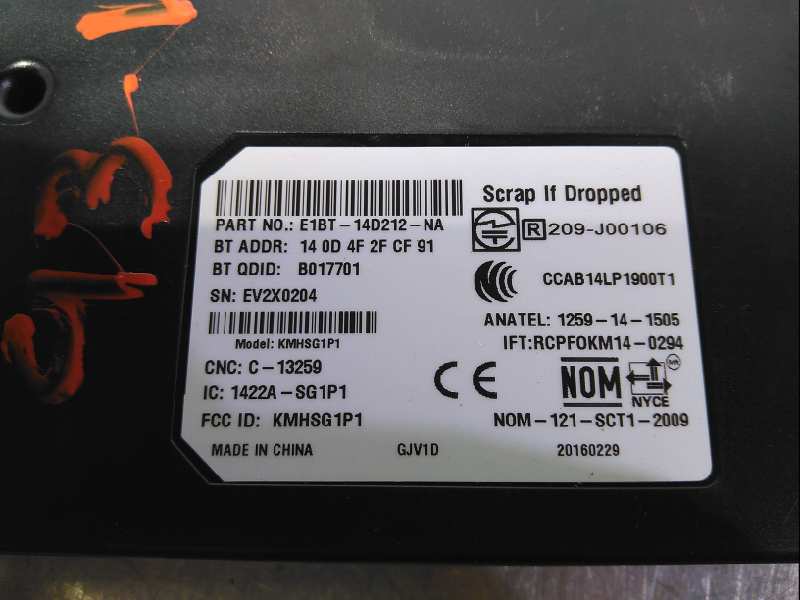 Scrap If Dropped
PART NO.: E1BT-14D212-NA
R 209-J00106
BT ADDR: 14 0D 4F 2F CF 91
BT QDID: B017701
CCAB14LP1900T1
SN: EV2X0204
ANATEL: 1259-14-1505
Model: KMHSG1P1
IFT:RCPFOKM14-0294
CNC: C-13259
CE
NOM
NYCE
IC: 1422A-SG1P1
FCC ID: KMHSG1P1
NOM-121-SCT1-2009
MADE IN CHINA GJV1D 20160229